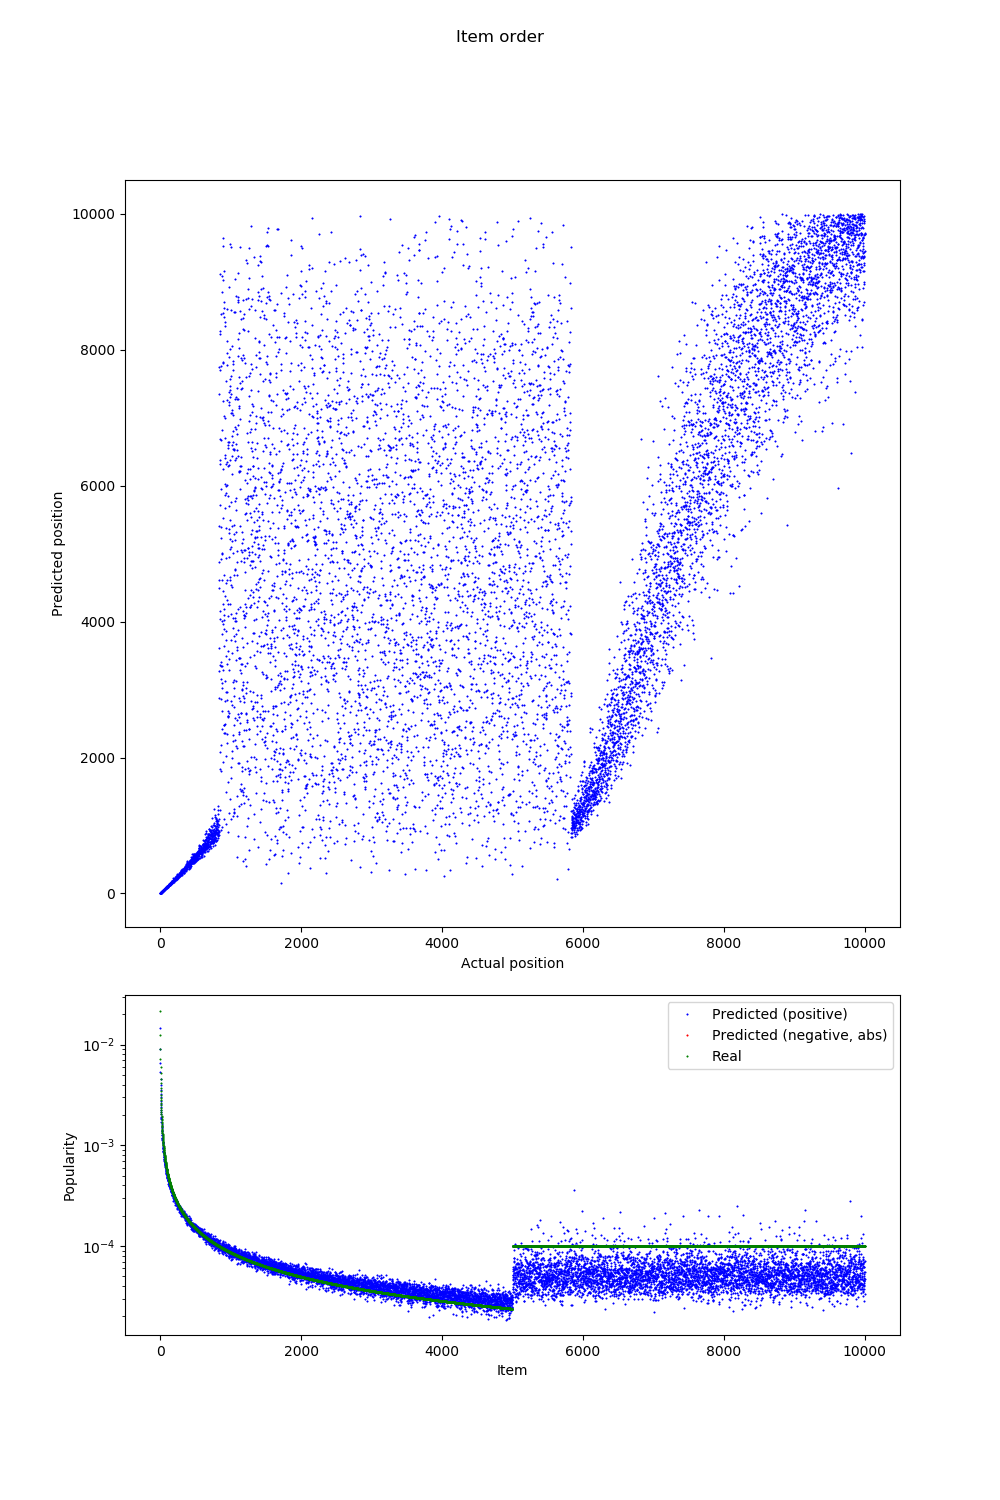 Item order
10000
8000
6000
4000
2000
0
Predicted position
0 2000 4000 6000 8000 10000
Actual position
10⁻²
10⁻³
10⁻⁴
Popularity
Predicted (positive)
Predicted (negative, abs)
Real
0 2000 4000 6000 8000 10000
Item